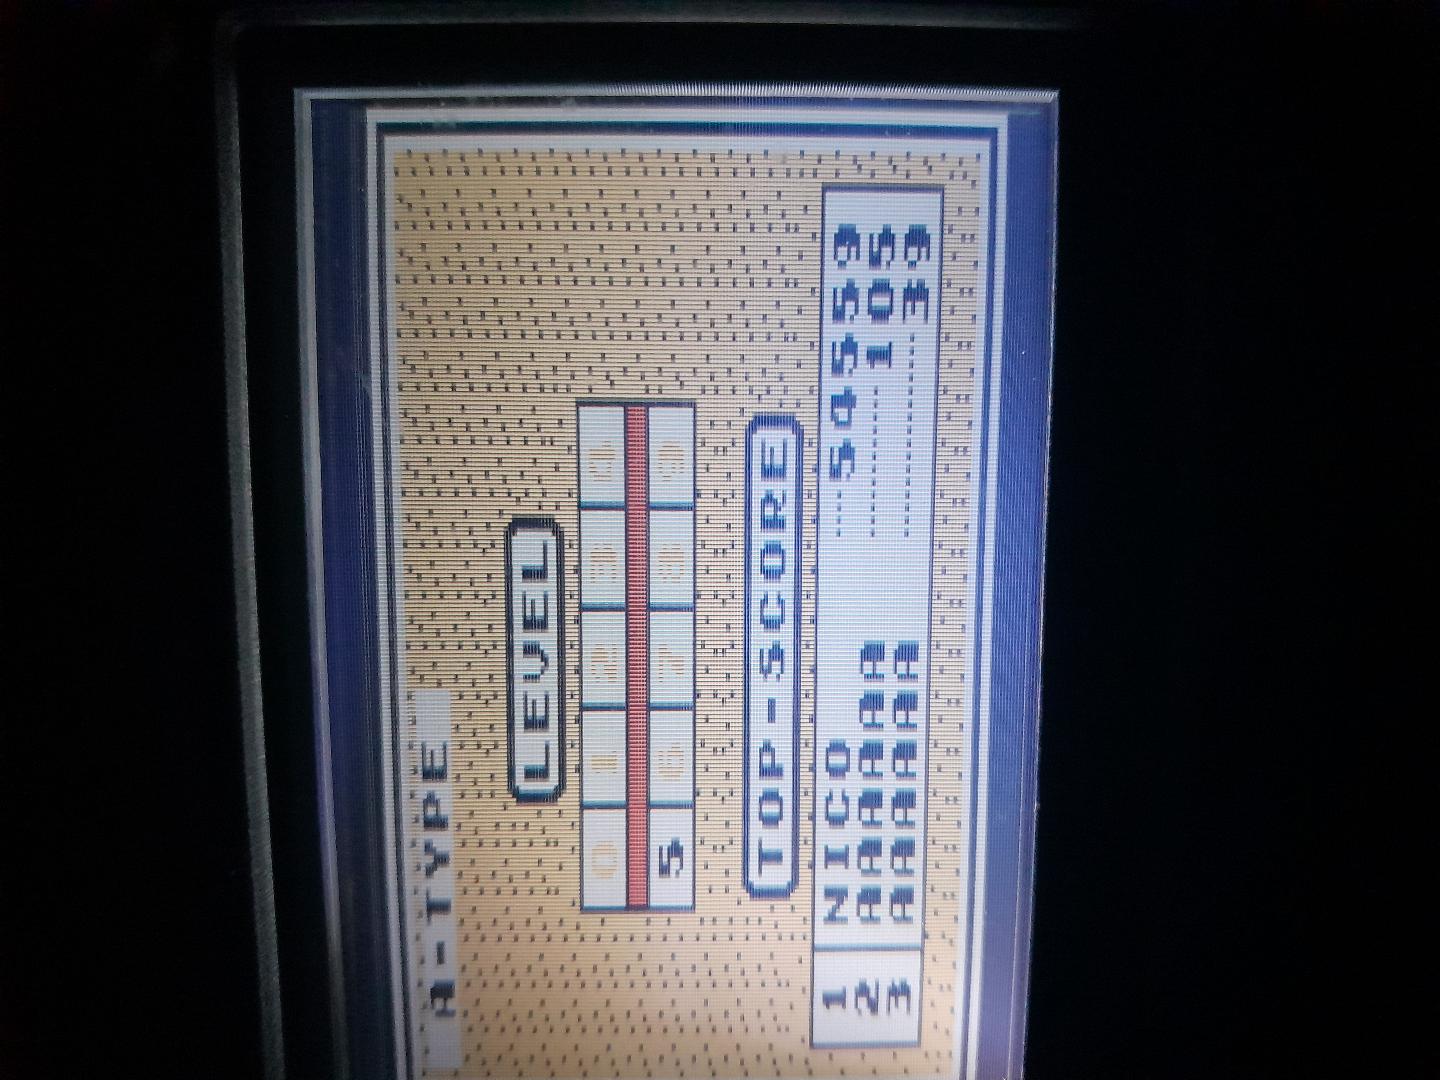 A-TYPE
LEVEL
0 1 2 3 4
5 6 7 8 9
TOP-SCORE
1 NICO 54559
2 AAAAAA 105
3 AAAAAA 39